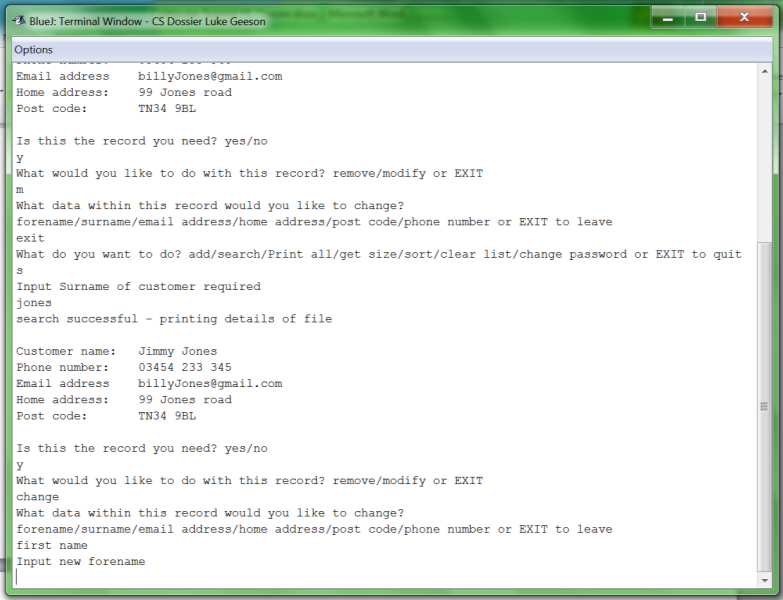 BlueJ: Terminal Window - CS Dossier Luke Geeson
Options
Email address    billyJones@gmail.com
Home address:    99 Jones road
Post code:       TN34 9BL
Is this the record you need? yes/no
y
What would you like to do with this record? remove/modify or EXIT
m
What data within this record would you like to change?
forename/surname/email address/home address/post code/phone number or EXIT to leave
exit
What do you want to do? add/search/Print all/get size/sort/clear list/change password or EXIT to quit
s
Input Surname of customer required
jones
search successful - printing details of file
Customer name:   Jimmy Jones
Phone number:    03454 233 345
Email address    billyJones@gmail.com
Home address:    99 Jones road
Post code:       TN34 9BL
Is this the record you need? yes/no
y
What would you like to do with this record? remove/modify or EXIT
change
What data within this record would you like to change?
forename/surname/email address/home address/post code/phone number or EXIT to leave
first name
Input new forename